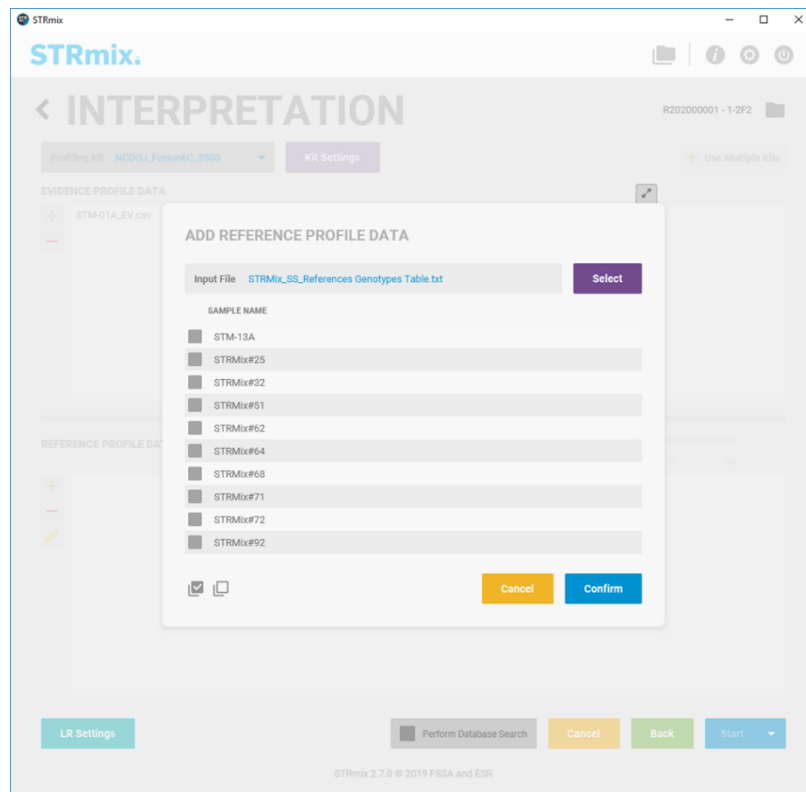 STRmix
STRmix.
INTERPRETATION
R202000001 - 1-2F2
Profiling Kit NCDOJ_Fusion6C_3500 Kit Settings + Use Multiple Kits
EVIDENCE PROFILE DATA
STM-01A_EV.csv
ADD REFERENCE PROFILE DATA
Input File STRMix_SS_References Genotypes Table.txt Select
SAMPLE NAME
STM-13A
STRMix#25
STRMix#32
STRMix#51
STRMix#62
STRMix#64
STRMix#68
STRMix#71
STRMix#72
STRMix#92
REFERENCE PROFILE DA
Cancel Confirm
LR Settings Perform Database Search Cancel Back Start
STRmix 2.7.0 © 2019 FSSA and ESR